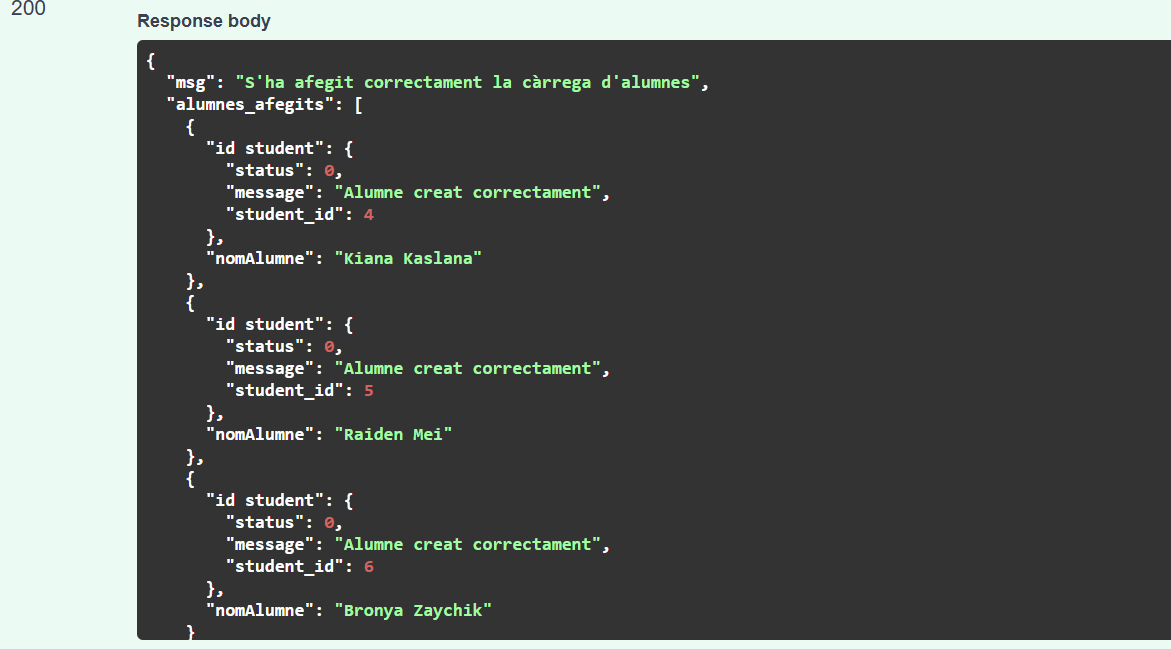 200
Response body
{
"msg": "S'ha afegit correctament la càrrega d'alumnes",
"alumnes_afegits": [
{
"id student": {
"status": 0,
"message": "Alumne creat correctament",
"student_id": 4
},
"nomAlumne": "Kiana Kaslana"
},
{
"id student": {
"status": 0,
"message": "Alumne creat correctament",
"student_id": 5
},
"nomAlumne": "Raiden Mei"
},
{
"id student": {
"status": 0,
"message": "Alumne creat correctament",
"student_id": 6
},
"nomAlumne": "Bronya Zaychik"
}